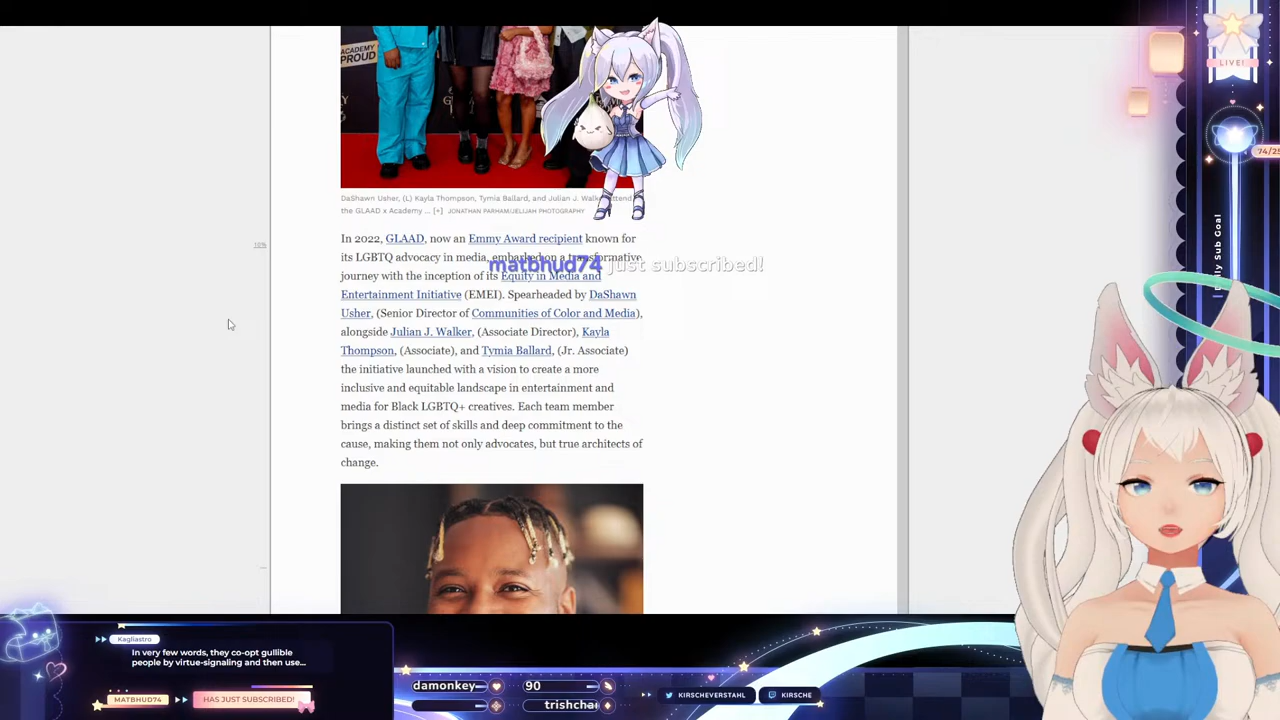 ACADEMY
PROUD
LIVE!
74/25
Daily Sub Goal
DaShawn Usher, (L) Kayla Thompson, Tymia Ballard, and Julian J. Walk
the GLAAD x Academy ... [+] JONATHAN PARHAM/JELIJAH PHOTOGRAPHY
In 2022, GLAAD, now an Emmy Award recipient known for
its LGBTQ advocacy in media, embarked on a transformative
matbhud74 just subscribed!
journey with the inception of its Equity in Media and
Entertainment Initiative (EMEI). Spearheaded by DaShawn
Usher, (Senior Director of Communities of Color and Media),
alongside Julian J. Walker, (Associate Director), Kayla
Thompson, (Associate), and Tymia Ballard, (Jr. Associate)
the initiative launched with a vision to create a more
inclusive and equitable landscape in entertainment and
media for Black LGBTQ+ creatives. Each team member
brings a distinct set of skills and deep commitment to the
cause, making them not only advocates, but true architects of
change.
Kagliastro
In very few words, they co-opt gullible
people by virtue-signaling and then use...
MATBHUD74 HAS JUST SUBSCRIBED!
damonkey 90
trishcha
KIRSCHEVERSTAHL KIRSCHE